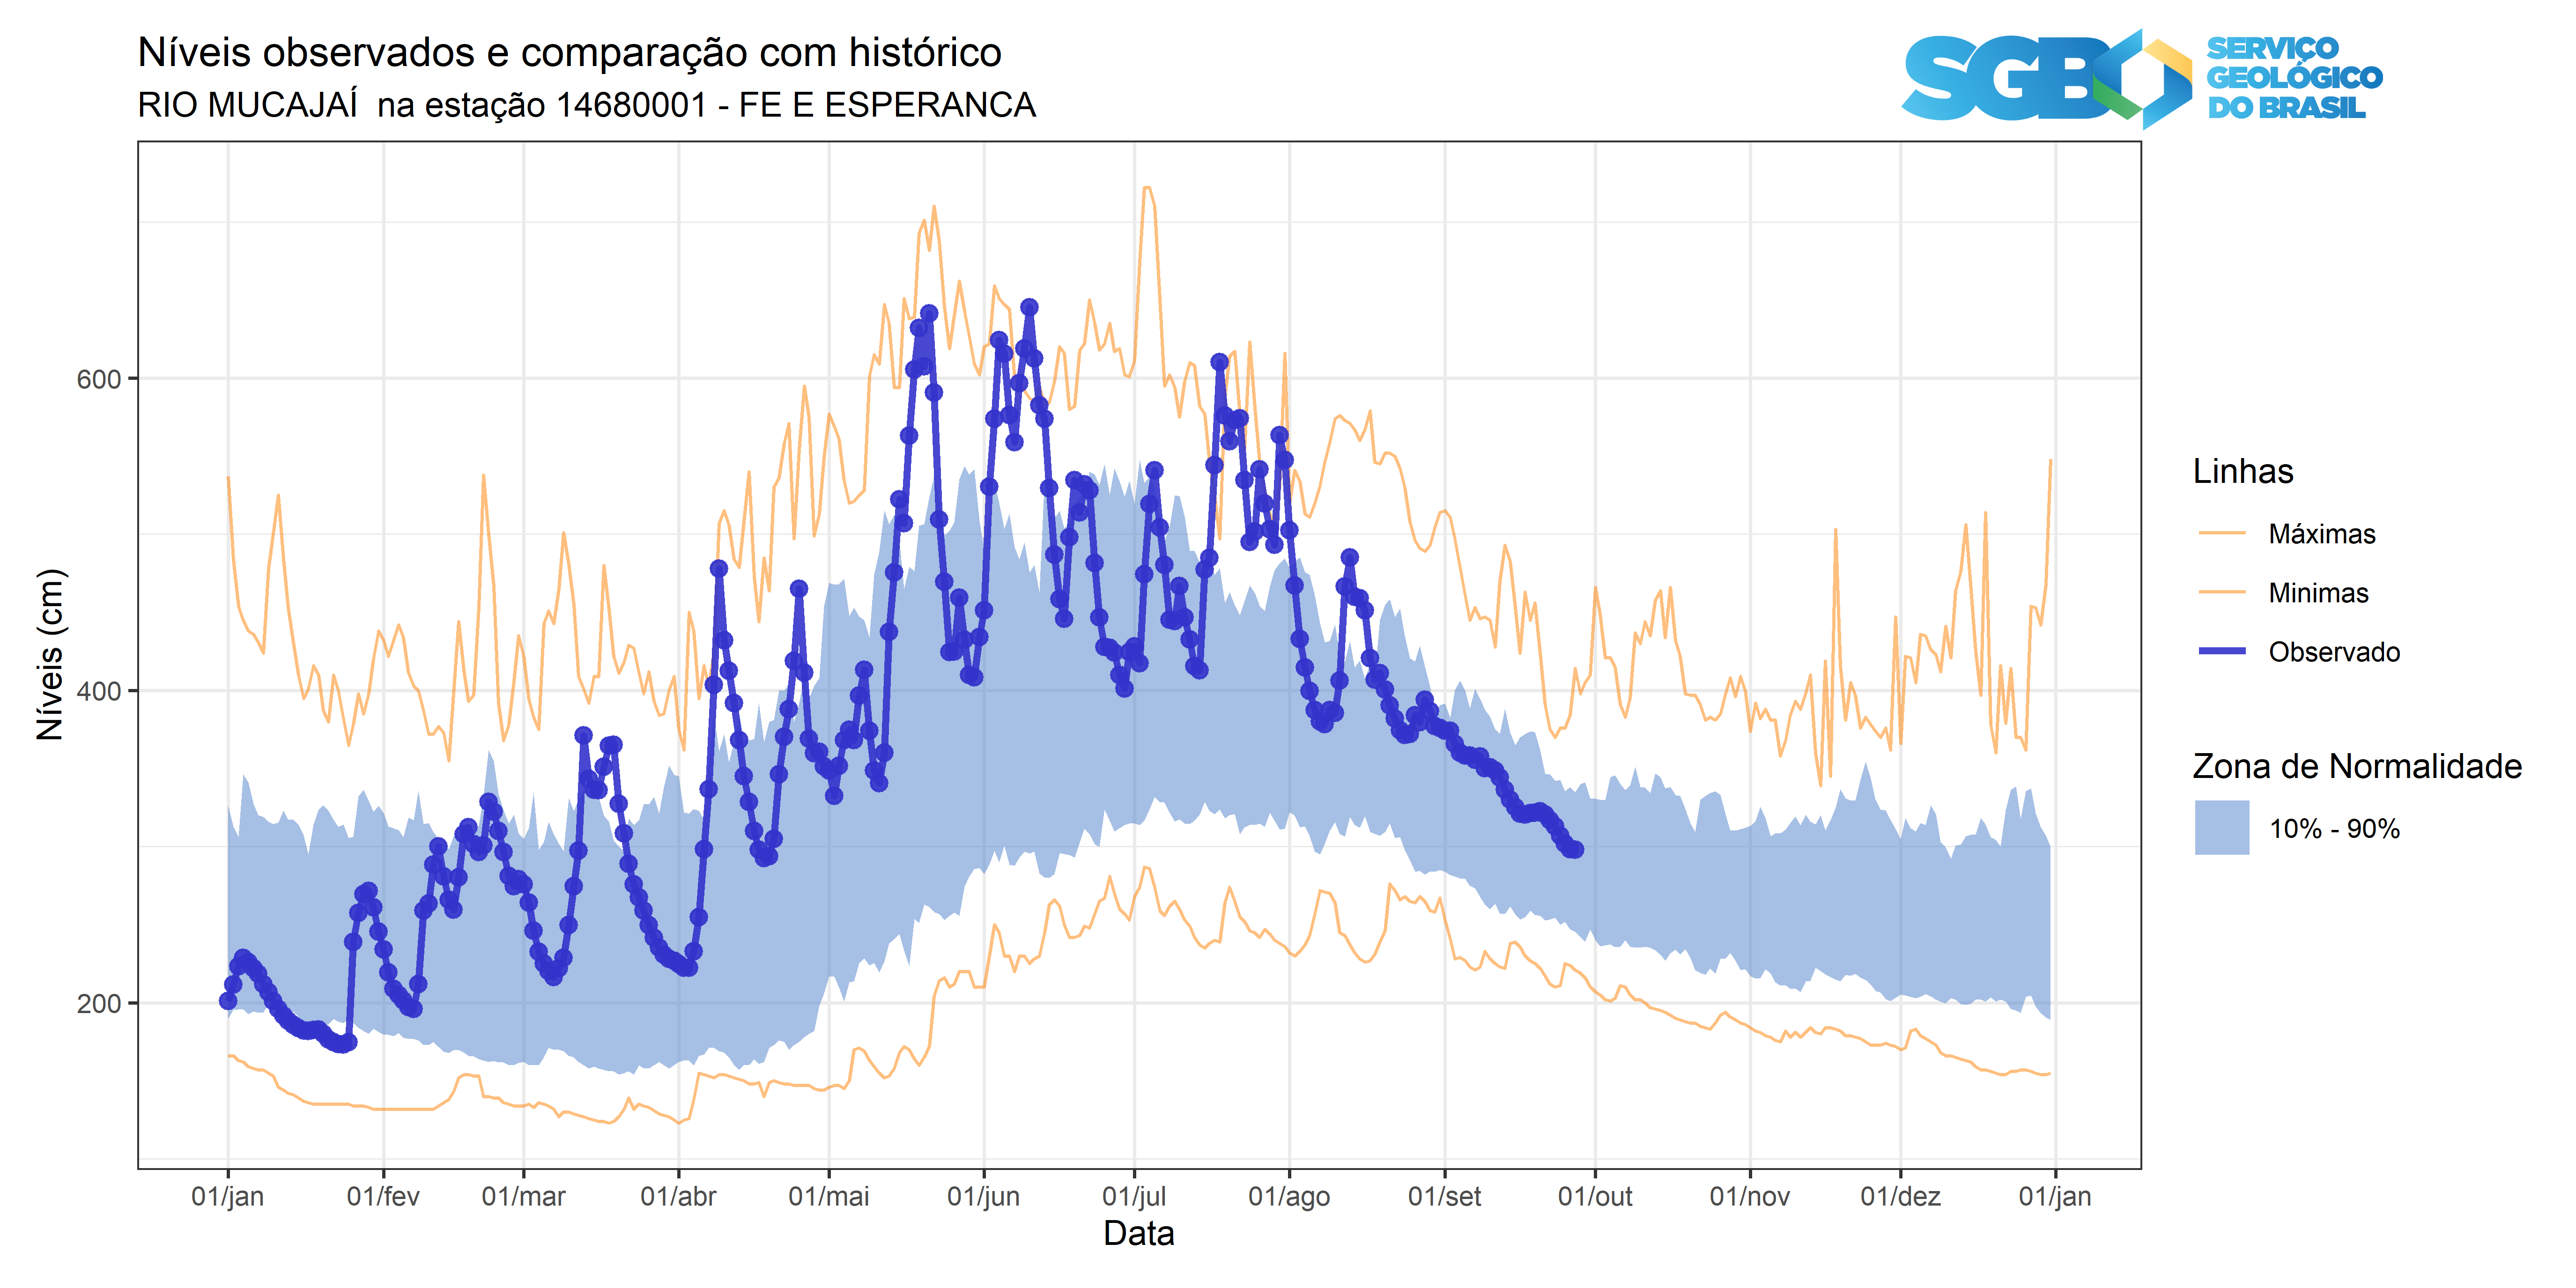 Níveis observados e comparação com histórico
RIO MUCAJAÍ  na estação 14680001 - FE E ESPERANCA
SGB
SERVIÇO
GEOLÓGICO
DO BRASIL
Níveis (cm)
600
400
200
01/jan
01/fev
01/mar
01/abr
01/mai
01/jun
01/jul
01/ago
01/set
01/out
01/nov
01/dez
01/jan
Data
Linhas
Máximas
Minimas
Observado
Zona de Normalidade
10% - 90%